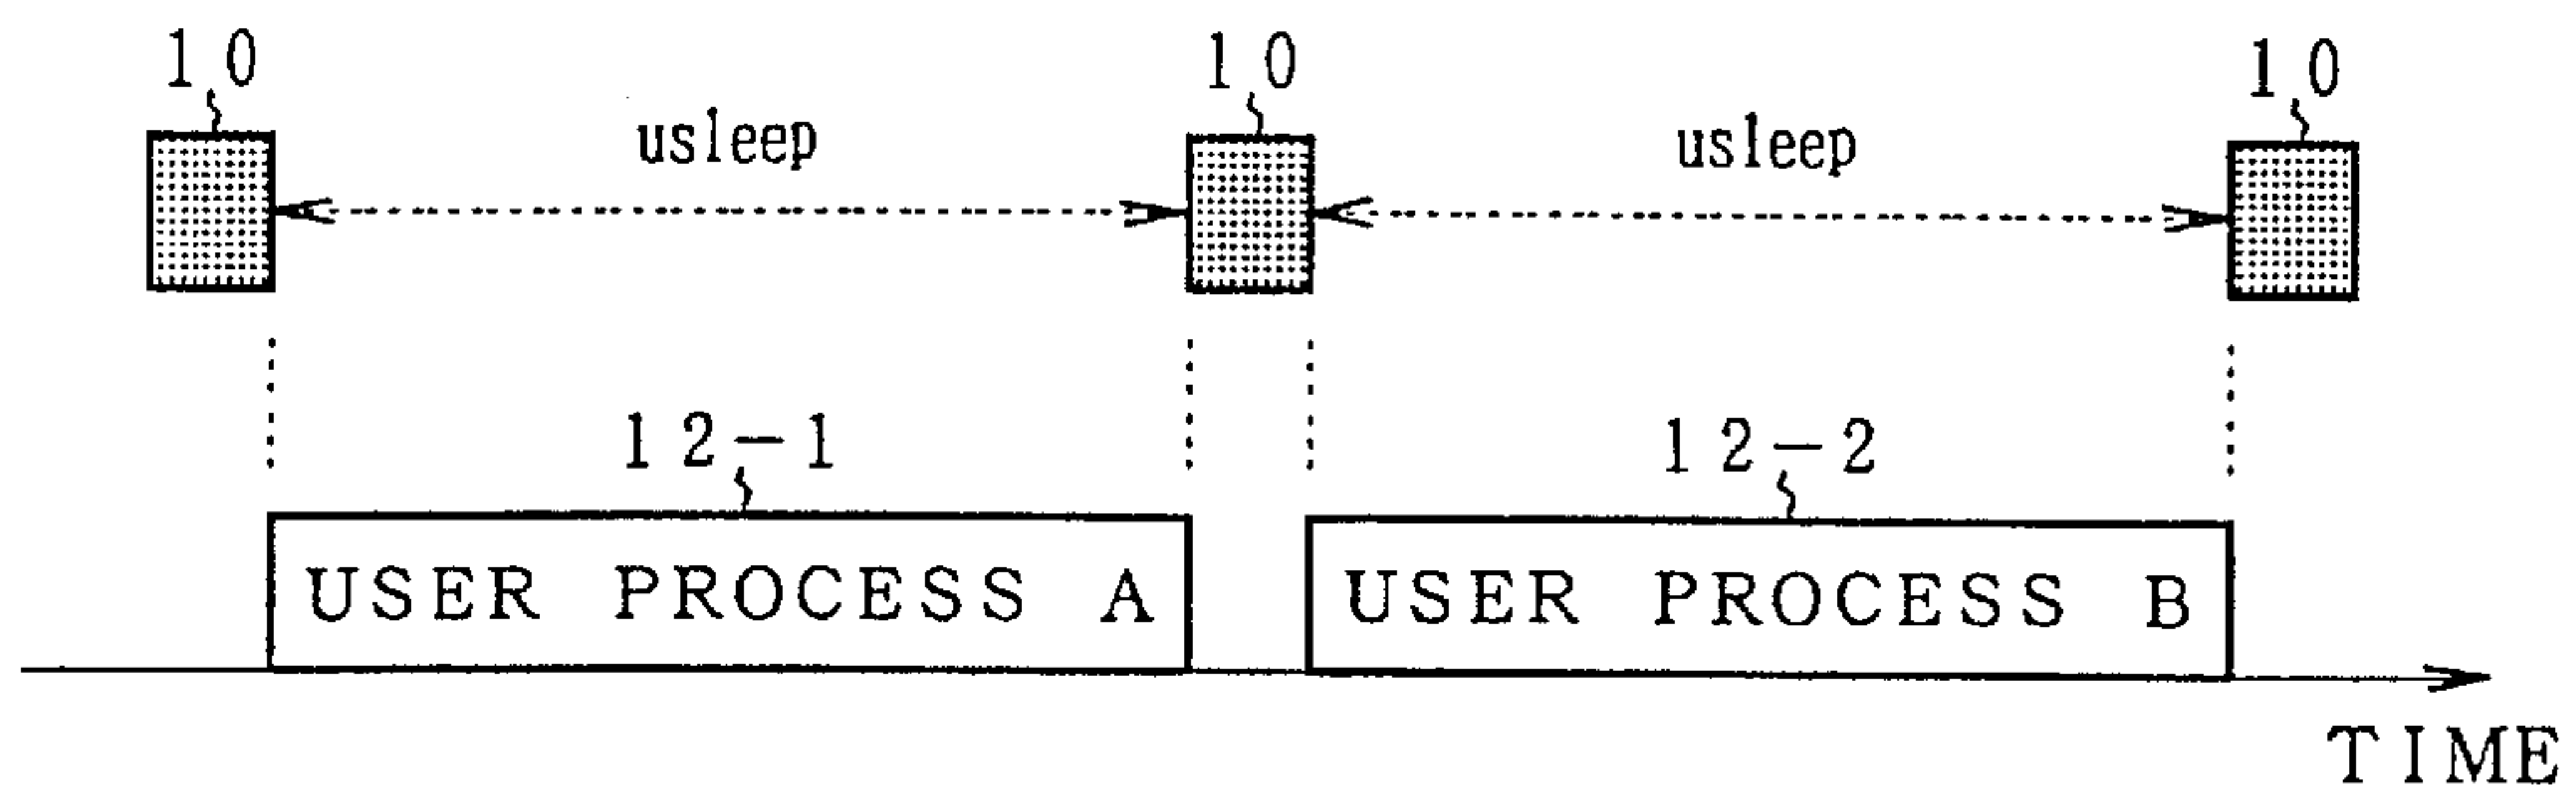 10 10 10
usleep usleep
12-1 12-2
USER PROCESS A USER PROCESS B
TIME